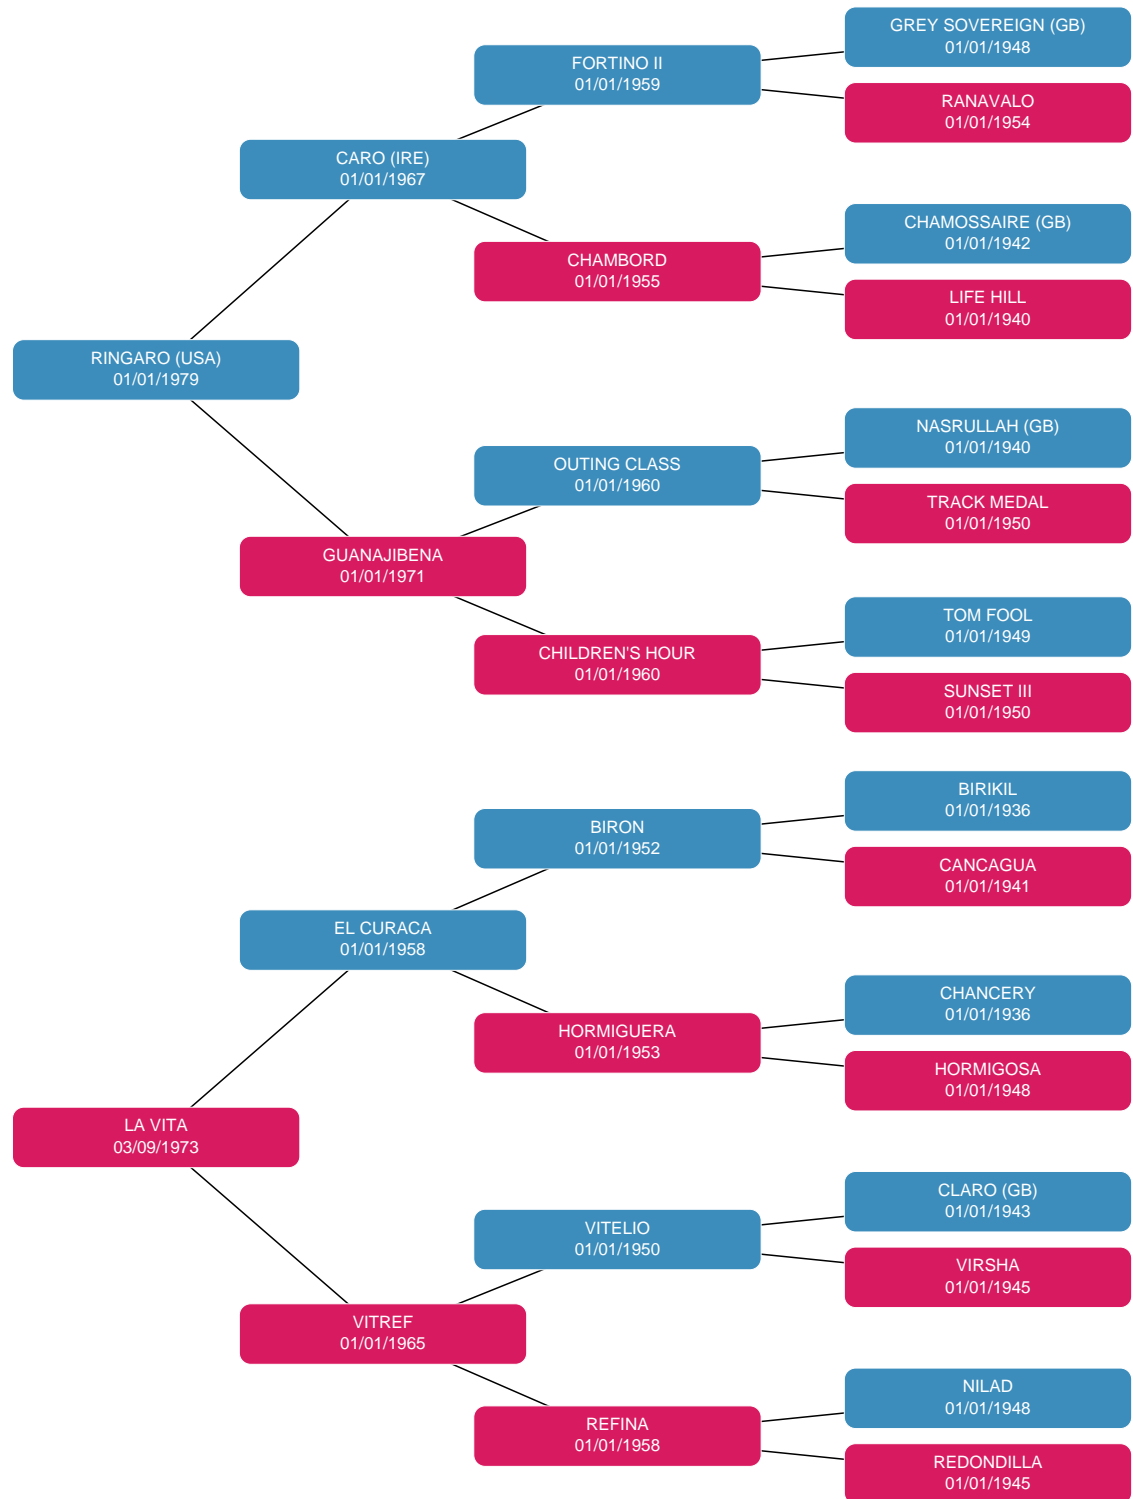 GREY SOVEREIGN (GB)
01/01/1948
FORTINO II
01/01/1959
RANAVALO
01/01/1954
CARO (IRE)
01/01/1967
CHAMOSSAIRE (GB)
01/01/1942
CHAMBORD
01/01/1955
LIFE HILL
01/01/1940
RINGARO (USA)
01/01/1979
NASRULLAH (GB)
01/01/1940
OUTING CLASS
01/01/1960
TRACK MEDAL
01/01/1950
GUANAJIBENA
01/01/1971
TOM FOOL
01/01/1949
CHILDREN'S HOUR
01/01/1960
SUNSET III
01/01/1950
BIRIKIL
01/01/1936
BIRON
01/01/1952
CANCAGUA
01/01/1941
EL CURACA
01/01/1958
CHANCERY
01/01/1936
HORMIGUERA
01/01/1953
HORMIGOSA
01/01/1948
LA VITA
03/09/1973
CLARO (GB)
01/01/1943
VITELIO
01/01/1950
VIRSHA
01/01/1945
VITREF
01/01/1965
NILAD
01/01/1948
REFINA
01/01/1958
REDONDILLA
01/01/1945